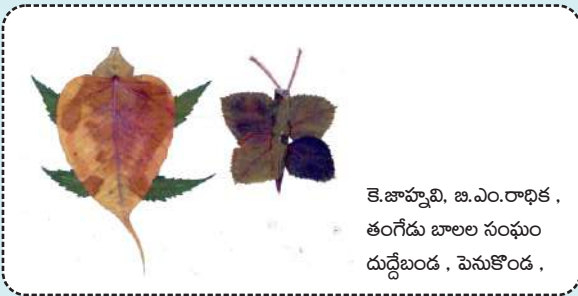 కె.జాహ్నవి, బి.ఎం.రాధిక ,
తంగేడు బాలల సంఘం
దుద్దేబండ , పెనుకొండ ,